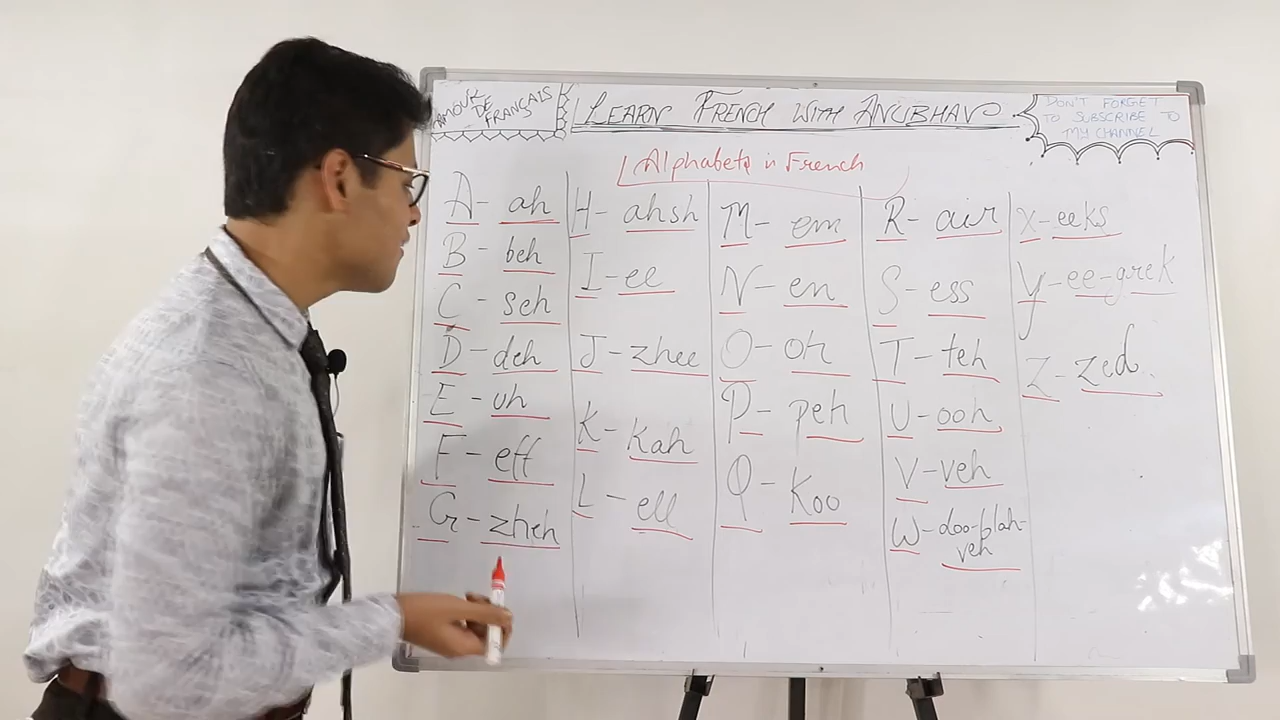 AMOUR
DE
FRANÇAIS
LEARN FRENCH WITH ANUBHAV
DON'T FORGET
TO SUBSCRIBE TO
MY CHANNEL
Alphabets in French
A - ah
B - beh
C - seh
D - deh
E - uh
F - eff
G - zheh
H - ahsh
I - ee
J - zhee
K - Kah
L - ell
M - em
N - en
O - oh
P - peh
Q - Koo
R - air
S - ess
T - teh
U - ooh
V - veh
W - doo-blah-
veh
X - eeks
Y - ee-grek
Z - zed.